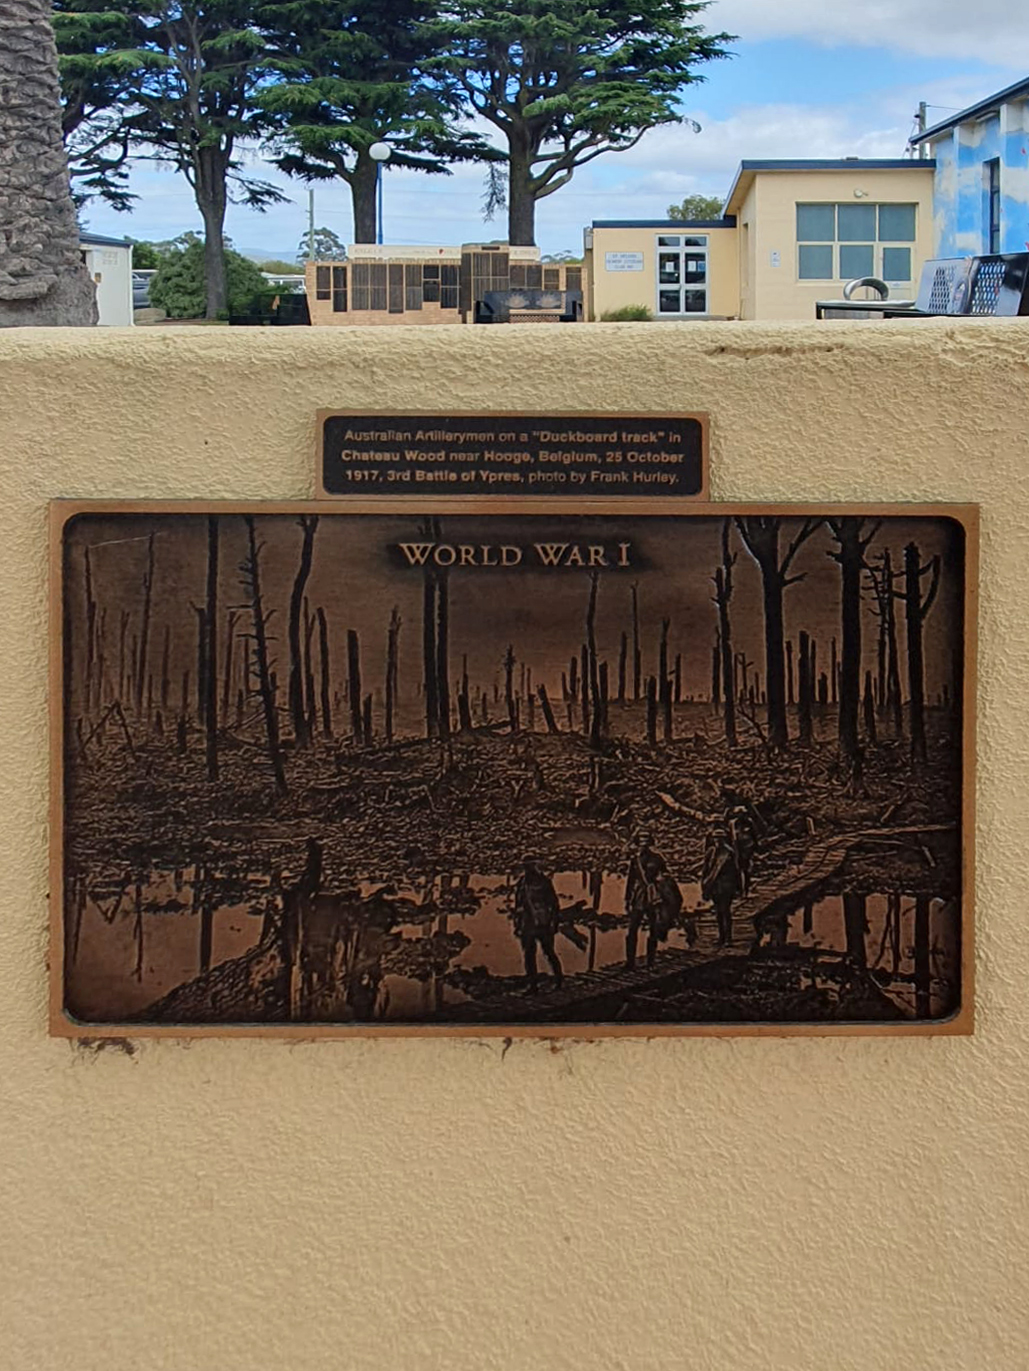 Australian Artillerymen on a "Duckboard track" in
Chateau Wood near Hooge, Belgium, 25 October
1917, 3rd Battle of Ypres, photo by Frank Hurley.
WORLD WAR I